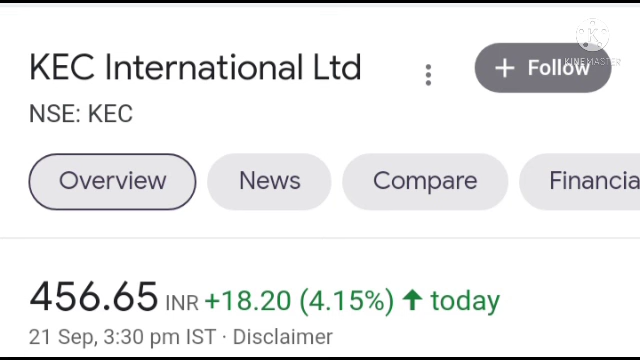 KEC International Ltd
+ Follow
KINEMASTER
NSE: KEC
Overview News Compare Financia
456.65 INR +18.20 (4.15%) ↑ today
21 Sep, 3:30 pm IST · Disclaimer